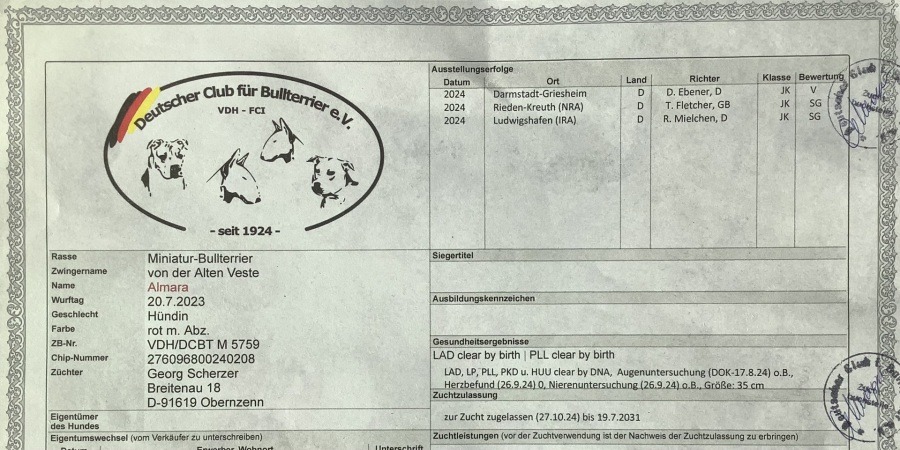 Deutscher Club für Bullterrier e.V.
VDH - FCI
- seit 1924 -
Ausstellungserfolge
Datum Ort Land Richter Klasse Bewertung
2024 Darmstadt-Griesheim D D. Ebener, D JK V
2024 Rieden-Kreuth (NRA) D T. Fletcher, GB JK SG
2024 Ludwigshafen (IRA) D R. Mielchen, D JK SG
Rasse Miniatur-Bullterrier
Zwingername von der Alten Veste
Name Almara
Wurftag 20.7.2023
Geschlecht Hündin
Farbe rot m. Abz.
ZB-Nr. VDH/DCBT M 5759
Chip-Nummer 276096800240208
Züchter Georg Scherzer
Breitenau 18
D-91619 Obernzenn
Eigentümer
des Hundes
Eigentumswechsel (vom Verkäufer zu unterschreiben)
Datum Erwerber, Wohnort Unterschrift
Siegertitel
Ausbildungskennzeichen
Gesundheitsergebnisse
LAD clear by birth | PLL clear by birth
LAD, LP, PLL, PKD u. HUU clear by DNA, Augenuntersuchung (DOK-17.8.24) o.B.,
Herzbefund (26.9.24) 0, Nierenuntersuchung (26.9.24) o.B., Größe: 35 cm
Zuchtzulassung
zur Zucht zugelassen (27.10.24) bis 19.7.2031
Zuchtleistungen (vor der Zuchtverwendung ist der Nachweis der Zuchtzulassung zu erbringen)